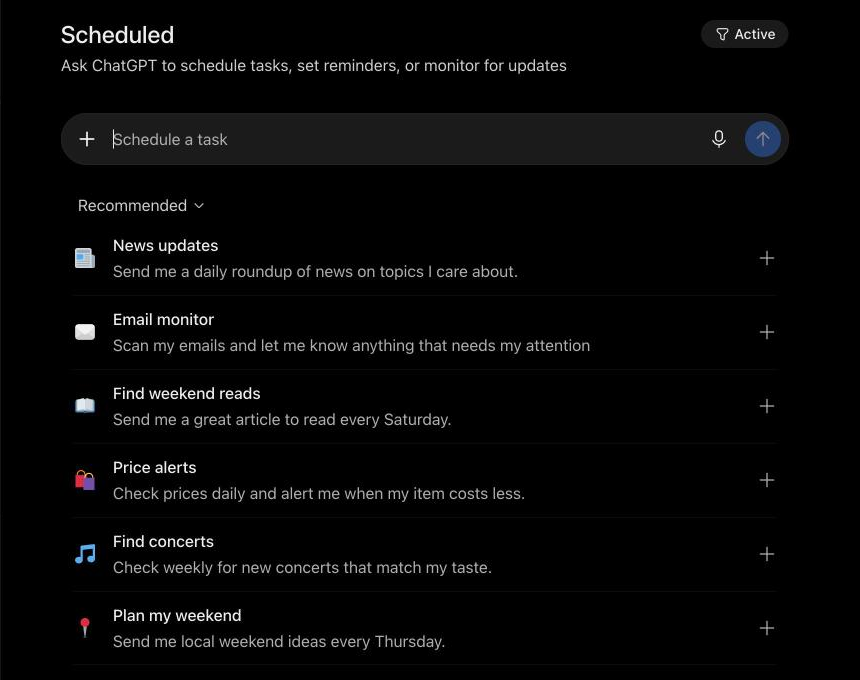 Scheduled
Active
Ask ChatGPT to schedule tasks, set reminders, or monitor for updates
Schedule a task
Recommended
News updates
Send me a daily roundup of news on topics I care about.
Email monitor
Scan my emails and let me know anything that needs my attention
Find weekend reads
Send me a great article to read every Saturday.
Price alerts
Check prices daily and alert me when my item costs less.
Find concerts
Check weekly for new concerts that match my taste.
Plan my weekend
Send me local weekend ideas every Thursday.